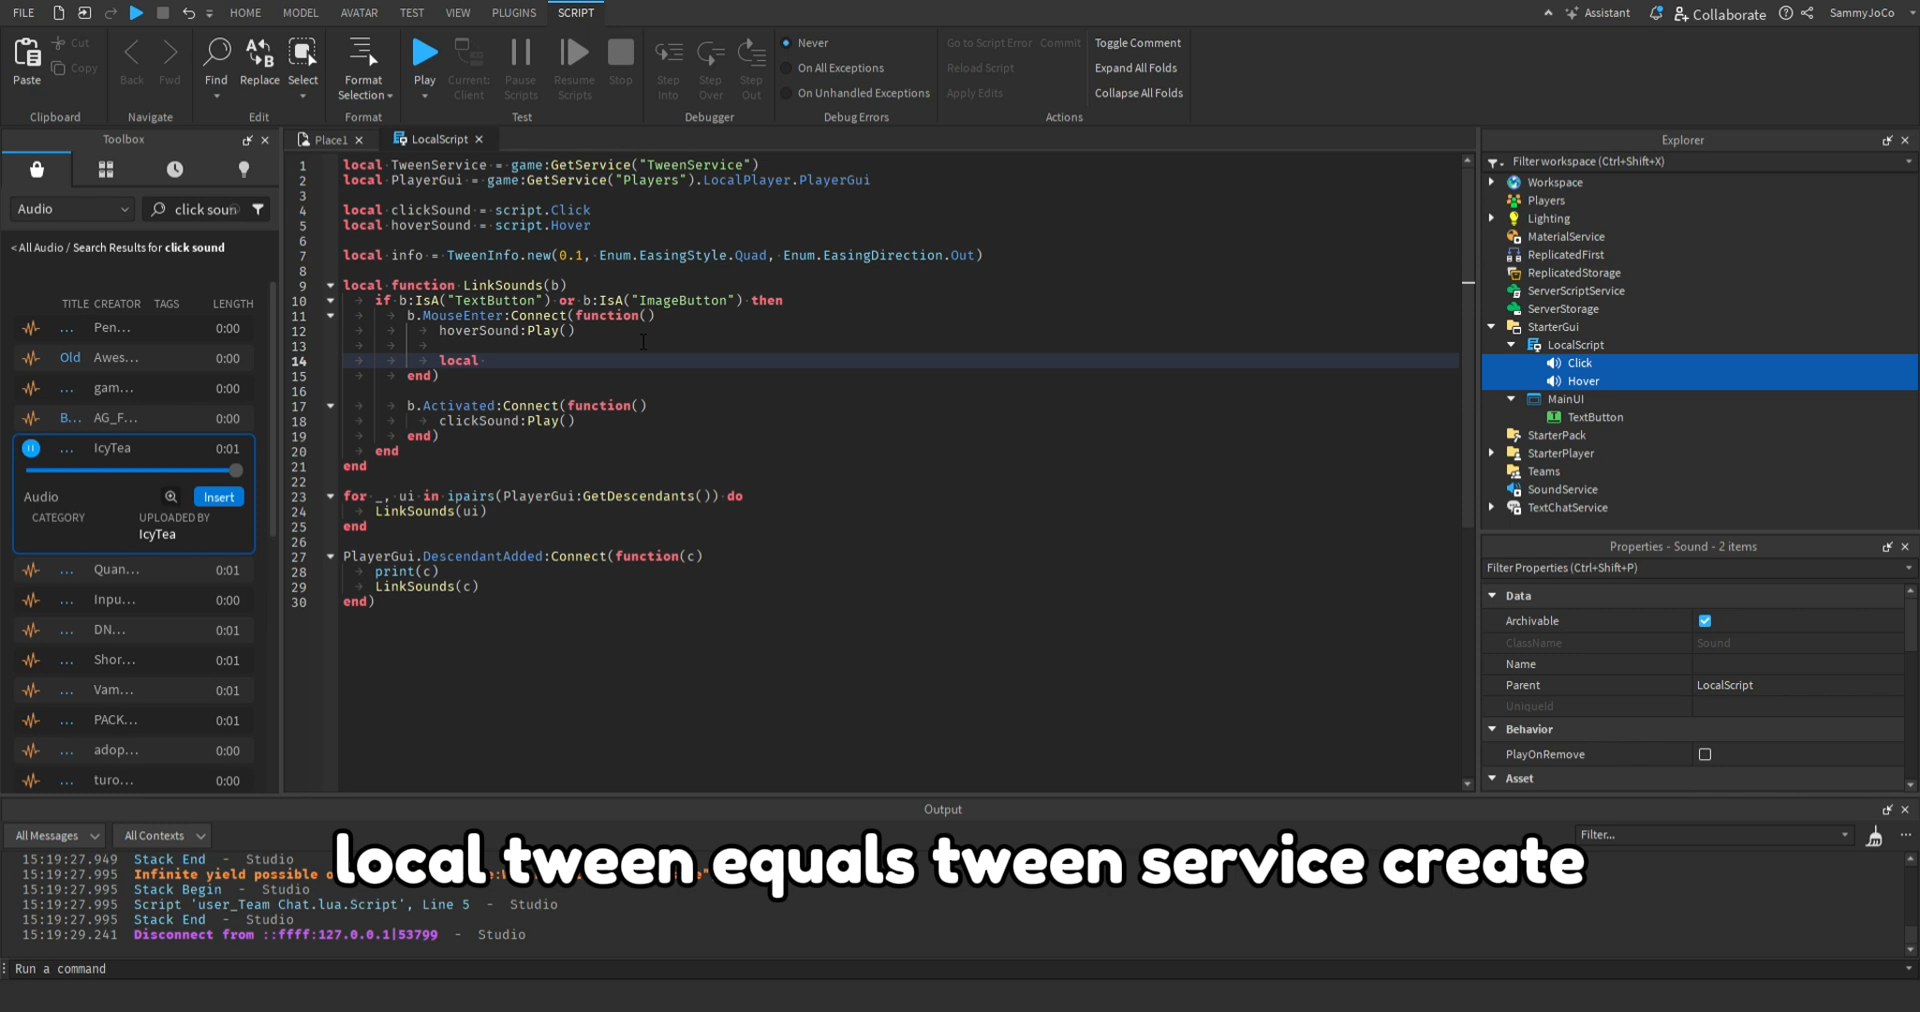 FILE HOME MODEL AVATAR TEST VIEW PLUGINS SCRIPT Assistant Collaborate SammyJoCo
Paste Cut Copy Back Fwd Find Replace Select Format Selection Play Current: Client Pause Scripts Resume Scripts Stop Step Into Step Over Step Out
Never
On All Exceptions
On Unhandled Exceptions
Go to Script Error Commit
Reload Script
Apply Edits
Toggle Comment
Expand All Folds
Collapse All Folds
Clipboard Navigate Edit Format Test Debugger Debug Errors Actions
Toolbox
Audio click soun
< All Audio / Search Results for click sound
TITLE CREATOR TAGS LENGTH
... Pen... 0:00
Old Awes... 0:00
... gam... 0:00
B... AG_F... 0:00
... IcyTea 0:01
Audio Insert
CATEGORY UPLOADED BY
IcyTea
... Quan... 0:01
... Inpu... 0:00
... DN... 0:01
... Shor... 0:01
... Vam... 0:01
... PACK... 0:01
... adop... 0:00
... turo... 0:00
Place1 LocalScript
1 local TweenService = game:GetService("TweenService")
2 local PlayerGui = game:GetService("Players").LocalPlayer.PlayerGui
3
4 local clickSound = script.Click
5 local hoverSound = script.Hover
6
7 local info = TweenInfo.new(0.1, Enum.EasingStyle.Quad, Enum.EasingDirection.Out)
8
9 local function LinkSounds(b)
10 if b:IsA("TextButton") or b:IsA("ImageButton") then
11 b.MouseEnter:Connect(function()
12 hoverSound:Play()
13
14 local
15 end)
16
17 b.Activated:Connect(function()
18 clickSound:Play()
19 end)
20 end
21 end
22
23 for _, ui in ipairs(PlayerGui:GetDescendants()) do
24 LinkSounds(ui)
25 end
26
27 PlayerGui.DescendantAdded:Connect(function(c)
28 print(c)
29 LinkSounds(c)
30 end)
Explorer
Filter workspace (Ctrl+Shift+X)
Workspace
Players
Lighting
MaterialService
ReplicatedFirst
ReplicatedStorage
ServerScriptService
ServerStorage
StarterGui
LocalScript
Click
Hover
MainUI
TextButton
StarterPack
StarterPlayer
Teams
SoundService
TextChatService
Properties - Sound - 2 items
Filter Properties (Ctrl+Shift+P)
Data
Archivable
ClassName Sound
Name
Parent LocalScript
UniqueId
Behavior
PlayOnRemove
Asset
Output
All Messages All Contexts Filter...
15:19:27.949 Stack End - Studio
15:19:27.995 Infinite yield possible o
15:19:27.995 Stack Begin - Studio
15:19:27.995 Script 'user_Team Chat.lua.Script', Line 5 - Studio
15:19:27.995 Stack End - Studio
15:19:29.241 Disconnect from ::ffff:127.0.0.1|53799 - Studio
local tween equals tween service create
Run a command